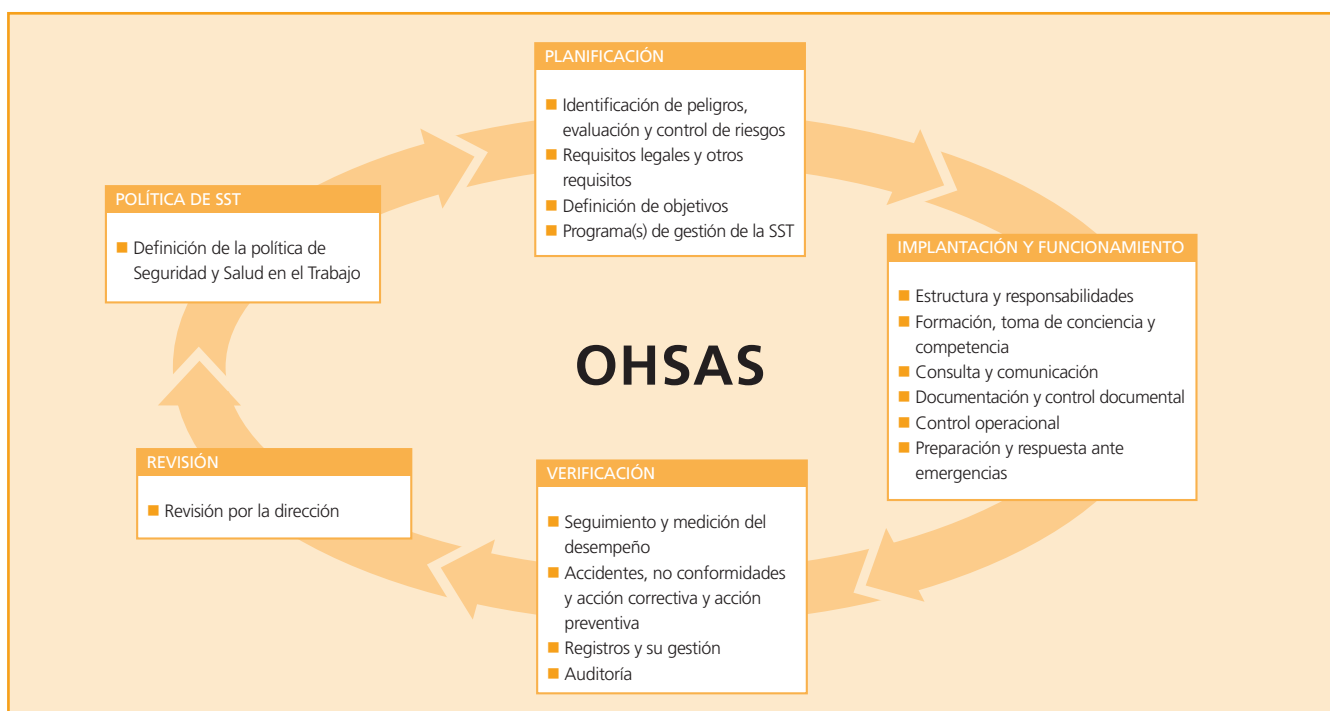 PLANIFICACIÓN
■ Identificación de peligros,
evaluación y control de riesgos
■ Requisitos legales y otros
requisitos
■ Definición de objetivos
■ Programa(s) de gestión de la SST
POLÍTICA DE SST
■ Definición de la política de
Seguridad y Salud en el Trabajo
IMPLANTACIÓN Y FUNCIONAMIENTO
■ Estructura y responsabilidades
■ Formación, toma de conciencia y
competencia
■ Consulta y comunicación
■ Documentación y control documental
■ Control operacional
■ Preparación y respuesta ante
emergencias
OHSAS
REVISIÓN
■ Revisión por la dirección
VERIFICACIÓN
■ Seguimiento y medición del
desempeño
■ Accidentes, no conformidades
y acción correctiva y acción
preventiva
■ Registros y su gestión
■ Auditoría